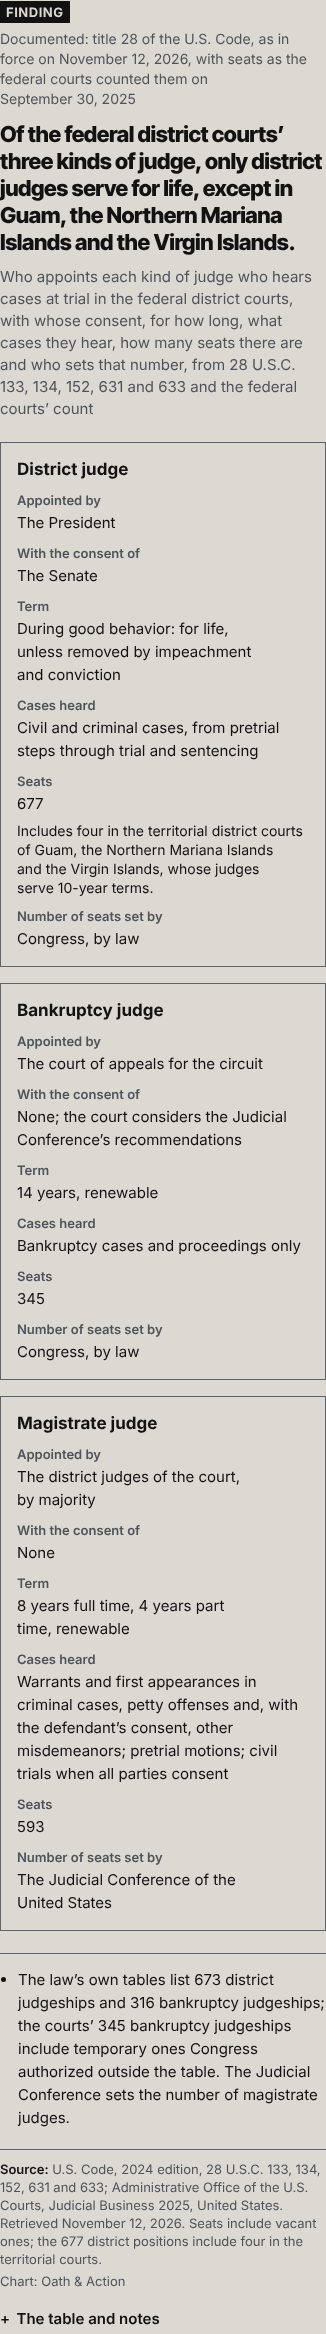 FINDING
Documented: title 28 of the U.S. Code, as in
force on November 12, 2026, with seats as the
federal courts counted them on
September 30, 2025
Of the federal district courts’
three kinds of judge, only district
judges serve for life, except in
Guam, the Northern Mariana
Islands and the Virgin Islands.
Who appoints each kind of judge who hears
cases at trial in the federal district courts,
with whose consent, for how long, what
cases they hear, how many seats there are
and who sets that number, from 28 U.S.C.
133, 134, 152, 631 and 633 and the federal
courts’ count
District judge
Appointed by
The President
With the consent of
The Senate
Term
During good behavior: for life,
unless removed by impeachment
and conviction
Cases heard
Civil and criminal cases, from pretrial
steps through trial and sentencing
Seats
677
Includes four in the territorial district courts
of Guam, the Northern Mariana Islands
and the Virgin Islands, whose judges
serve 10-year terms.
Number of seats set by
Congress, by law
Bankruptcy judge
Appointed by
The court of appeals for the circuit
With the consent of
None; the court considers the Judicial
Conference’s recommendations
Term
14 years, renewable
Cases heard
Bankruptcy cases and proceedings only
Seats
345
Number of seats set by
Congress, by law
Magistrate judge
Appointed by
The district judges of the court,
by majority
With the consent of
None
Term
8 years full time, 4 years part
time, renewable
Cases heard
Warrants and first appearances in
criminal cases, petty offenses and, with
the defendant’s consent, other
misdemeanors; pretrial motions; civil
trials when all parties consent
Seats
593
Number of seats set by
The Judicial Conference of the
United States
• The law’s own tables list 673 district
judgeships and 316 bankruptcy judgeships;
the courts’ 345 bankruptcy judgeships
include temporary ones Congress
authorized outside the table. The Judicial
Conference sets the number of magistrate
judges.
Source: U.S. Code, 2024 edition, 28 U.S.C. 133, 134,
152, 631 and 633; Administrative Office of the U.S.
Courts, Judicial Business 2025, United States.
Retrieved November 12, 2026. Seats include vacant
ones; the 677 district positions include four in the
territorial courts.
Chart: Oath & Action
+ The table and notes